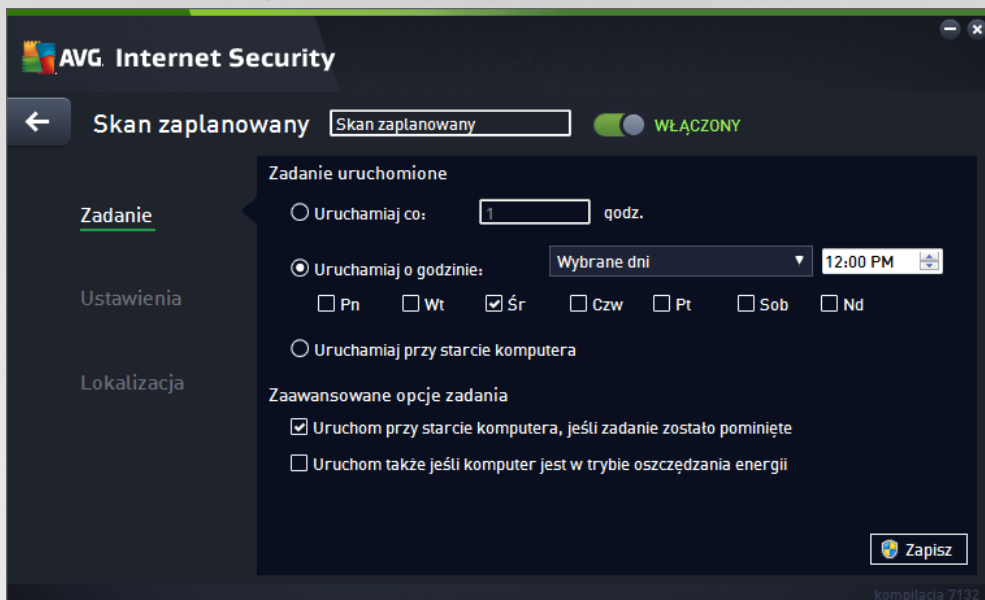 AVG. Internet Security
Skan zaplanowany Skan zaplanowany WŁĄCZONY
Zadanie
Ustawienia
Lokalizacja
Zadanie uruchomione
Uruchamiaj co: 1 godz.
Uruchamiaj o godzinie: Wybrane dni 12:00 PM
Pn Wt Śr Czw Pt Sob Nd
Uruchamiaj przy starcie komputera
Zaawansowane opcje zadania
Uruchom przy starcie komputera, jeśli zadanie zostało pominięte
Uruchom także jeśli komputer jest w trybie oszczędzania energii
Zapisz
kompilacja 7132